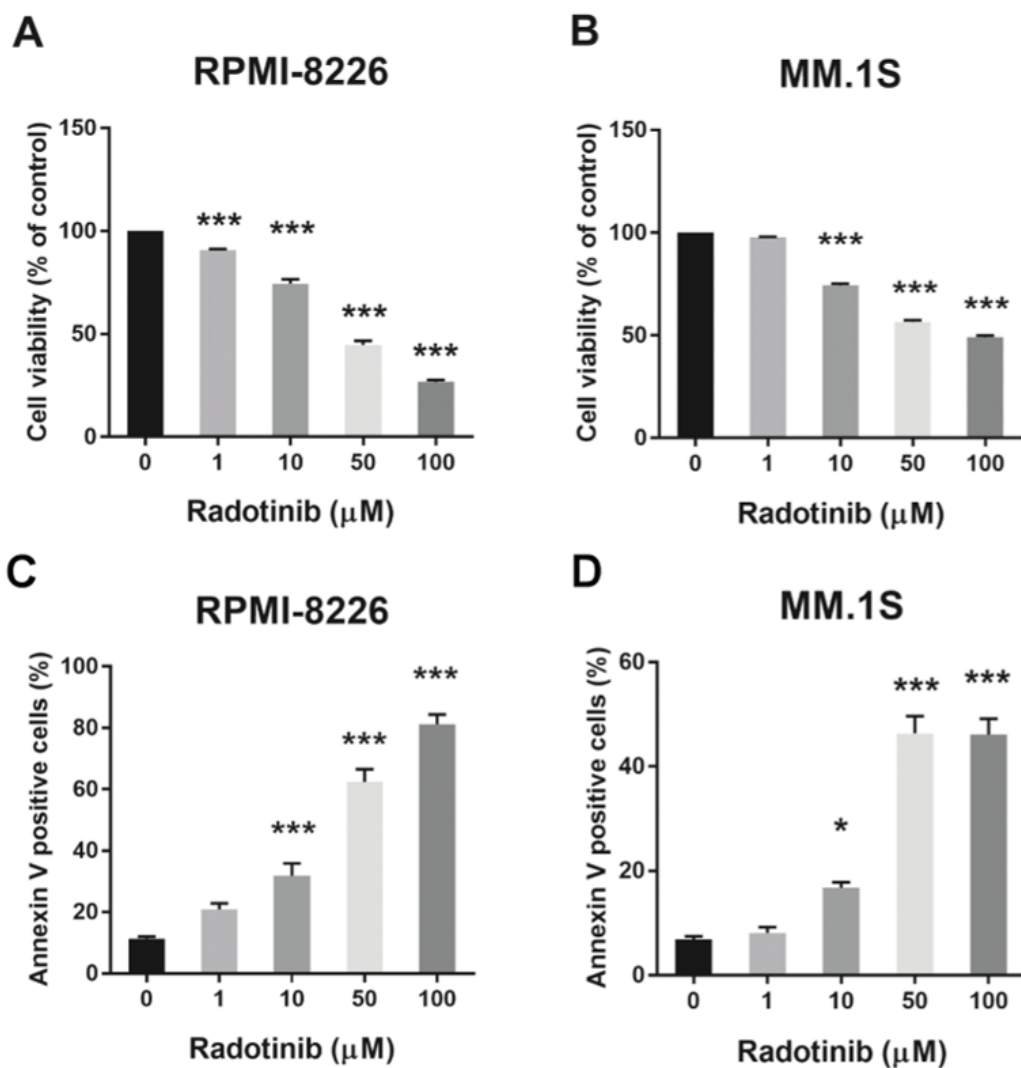 A
RPMI-8226
Cell viability (% of control)
150
100
50
0
***
***
***
***
0 1 10 50 100
Radotinib (μM)
B
MM.1S
Cell viability (% of control)
150
100
50
0
***
***
***
0 1 10 50 100
Radotinib (μM)
C
RPMI-8226
Annexin V positive cells (%)
100
80
60
40
20
0
***
***
***
0 1 10 50 100
Radotinib (μM)
D
MM.1S
Annexin V positive cells (%)
60
40
20
0
*
***
***
0 1 10 50 100
Radotinib (μM)